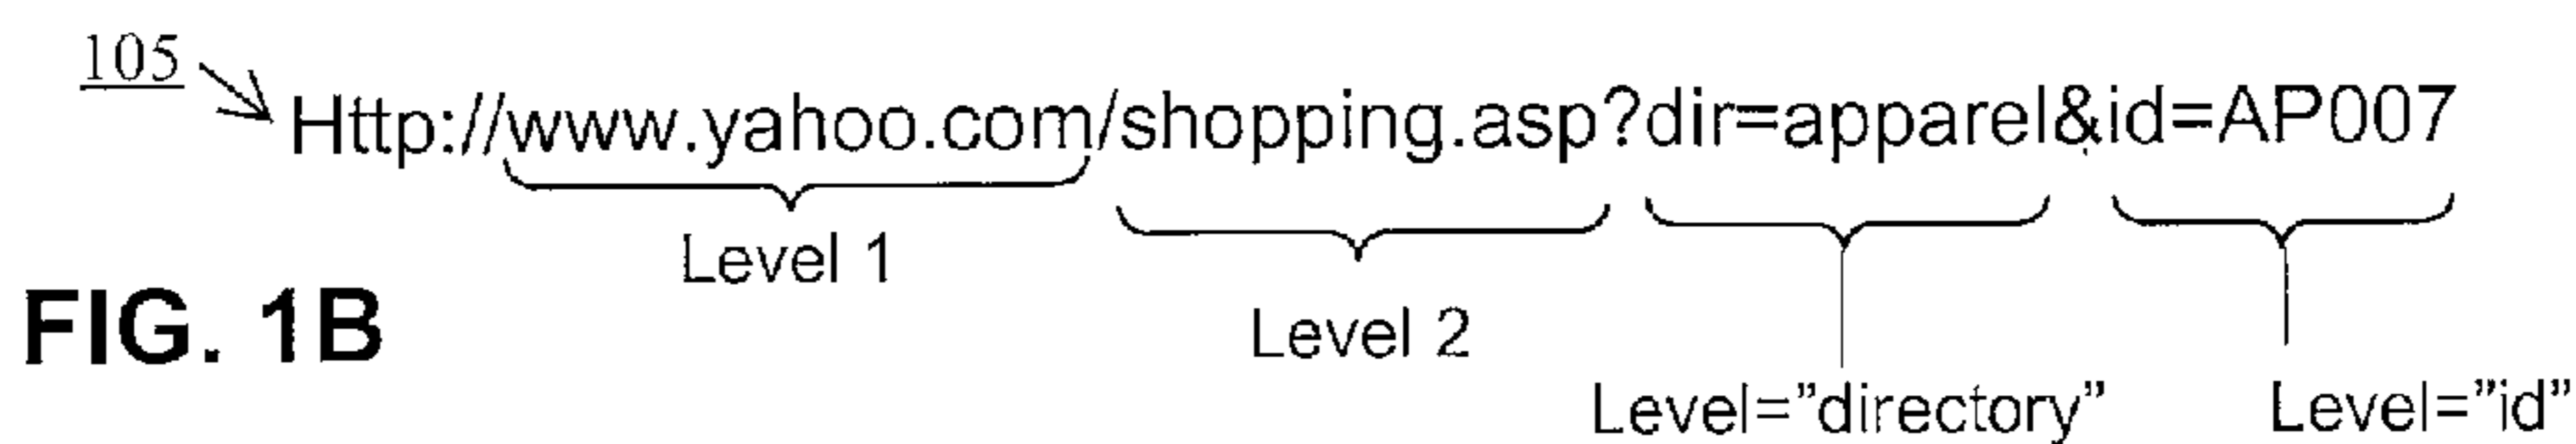 105
Http://www.yahoo.com/shopping.asp?dir=apparel&id=AP007
Level 1
Level 2
FIG. 1B
Level=”directory”
Level=”id”